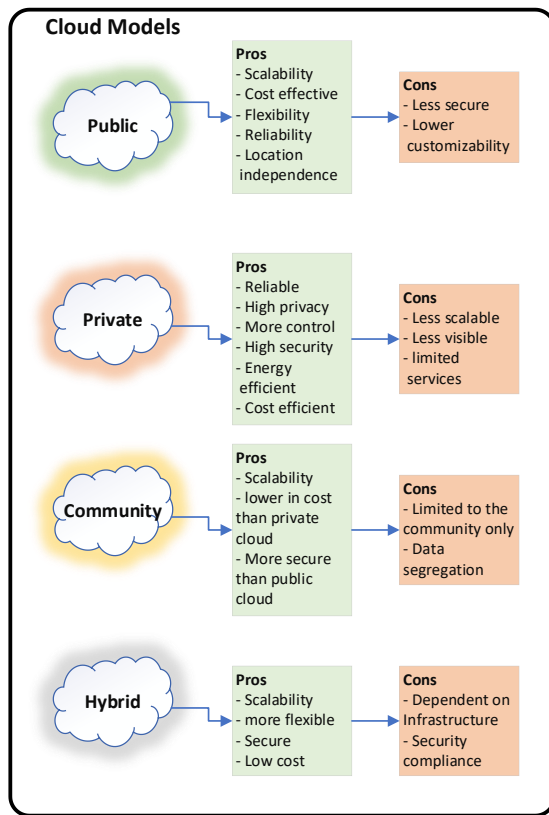 Cloud Models
Public
Pros
- Scalability
- Cost effective
- Flexibility
- Reliability
- Location
independence
Cons
- Less secure
- Lower
customizability
Private
Pros
- Reliable
- High privacy
- More control
- High security
- Energy
efficient
- Cost efficient
Cons
- Less scalable
- Less visible
- limited
services
Community
Pros
- Scalability
- lower in cost
than private
cloud
- More secure
than public
cloud
Cons
- Limited to the
community only
- Data
segregation
Hybrid
Pros
- Scalability
- more flexible
- Secure
- Low cost
Cons
- Dependent on
Infrastructure
- Security
compliance